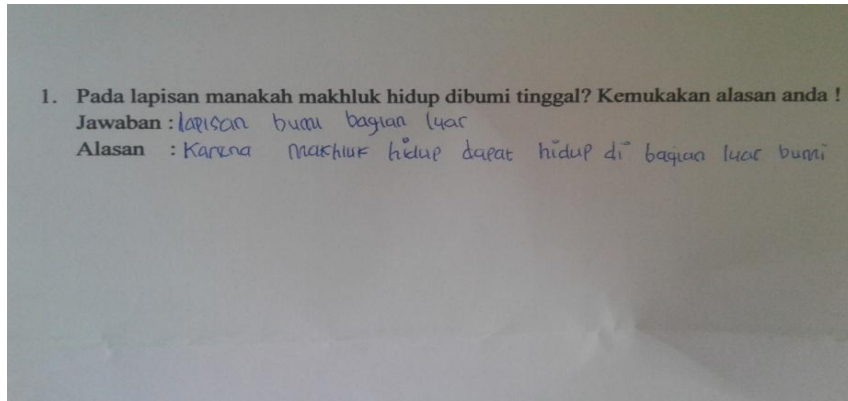 1. Pada lapisan manakah makhluk hidup dibumi tinggal? Kemukakan alasan anda !
Jawaban : lapisan bumi bagian luar
Alasan : Karena makhluk hidup dapat hidup di bagian luar bumi